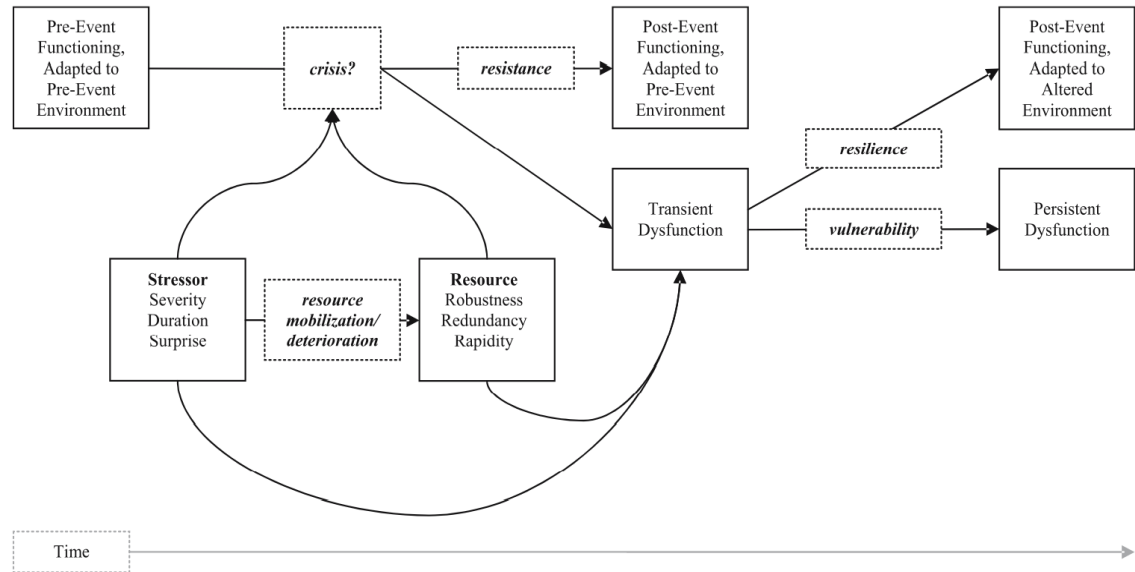 Pre-Event
Functioning,
Adapted to
Pre-Event
Environment
crisis?
resistance
Post-Event
Functioning,
Adapted to
Pre-Event
Environment
Post-Event
Functioning,
Adapted to
Altered
Environment
resilience
Transient
Dysfunction
vulnerability
Persistent
Dysfunction
Stressor
Severity
Duration
Surprise
resource
mobilization/
deterioration
Resource
Robustness
Redundancy
Rapidity
Time